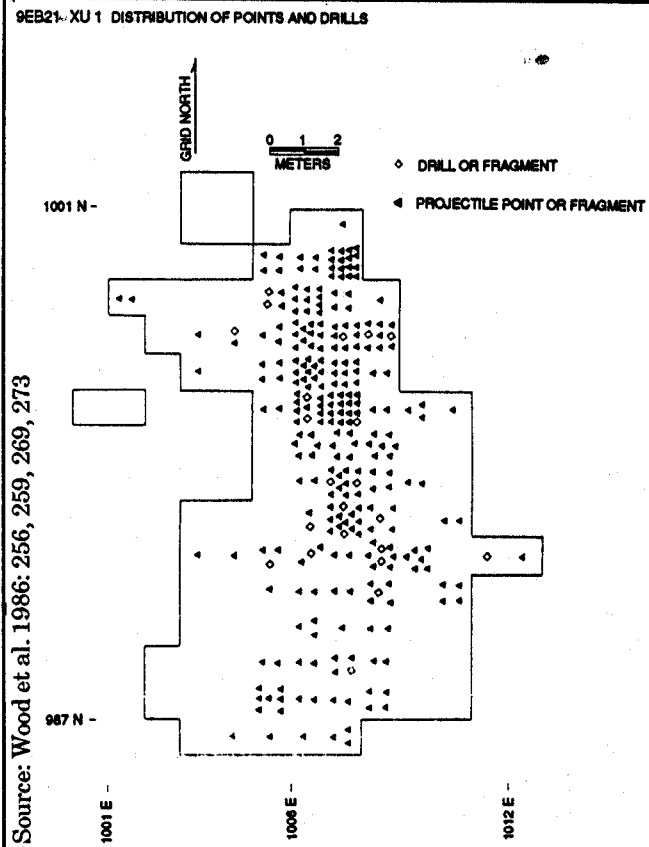 9EB21- XU 1 DISTRIBUTION OF POINTS AND DRILLS
GRID NORTH
0 1 2
METERS
DRILL OR FRAGMENT
PROJECTILE POINT OR FRAGMENT
1001 N -
987 N -
1001 E -
1006 E -
1012 E -
Source: Wood et al. 1986: 256, 259, 269, 273